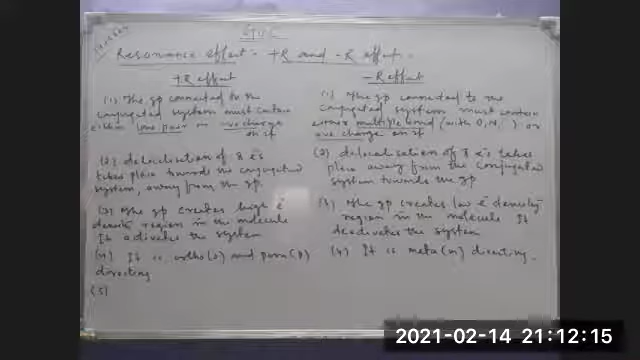 Resonance effect - +R and -R effect.
+R effect
(1) The gp connected to the
conjugated system must contain
either lone pair or -ve charge
on it
(2) delocalisation of π ēs
takes place towards the conjugated
system, away from the gp.
(3) The gp creates high ē
density region in the molecule
It activates the system
(4) It is ortho(o) and para(p)
directing
(5)
-R effect
(1) The gp connected to the
conjugated system must contain
either multiple bond (with O,N, ) or
+ve charge on it
(2) delocalisation of π ēs takes
place away from the conjugated
system towards the gp
(3) The gp creates low ē density
region in the molecule It
deactivates the system
(4) It is meta(m) directing.
2021-02-14 21:12:15